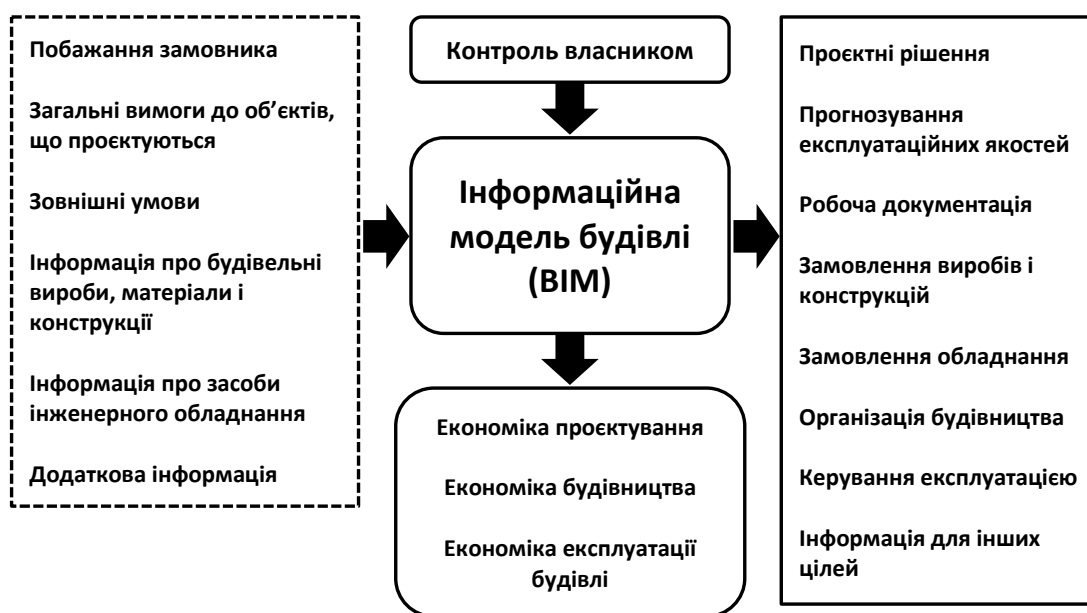 Побажання замовника
Загальні вимоги до об’єктів,
що проєктуються
Зовнішні умови
Інформація про будівельні
вироби, матеріали і
конструкції
Інформація про засоби
інженерного обладнання
Додаткова інформація
Контроль власником
Інформаційна
модель будівлі
(BIM)
Економіка проєктування
Економіка будівництва
Економіка експлуатації
будівлі
Проєктні рішення
Прогнозування
експлуатаційних якостей
Робоча документація
Замовлення виробів і
конструкцій
Замовлення обладнання
Організація будівництва
Керування експлуатацією
Інформація для інших
цілей